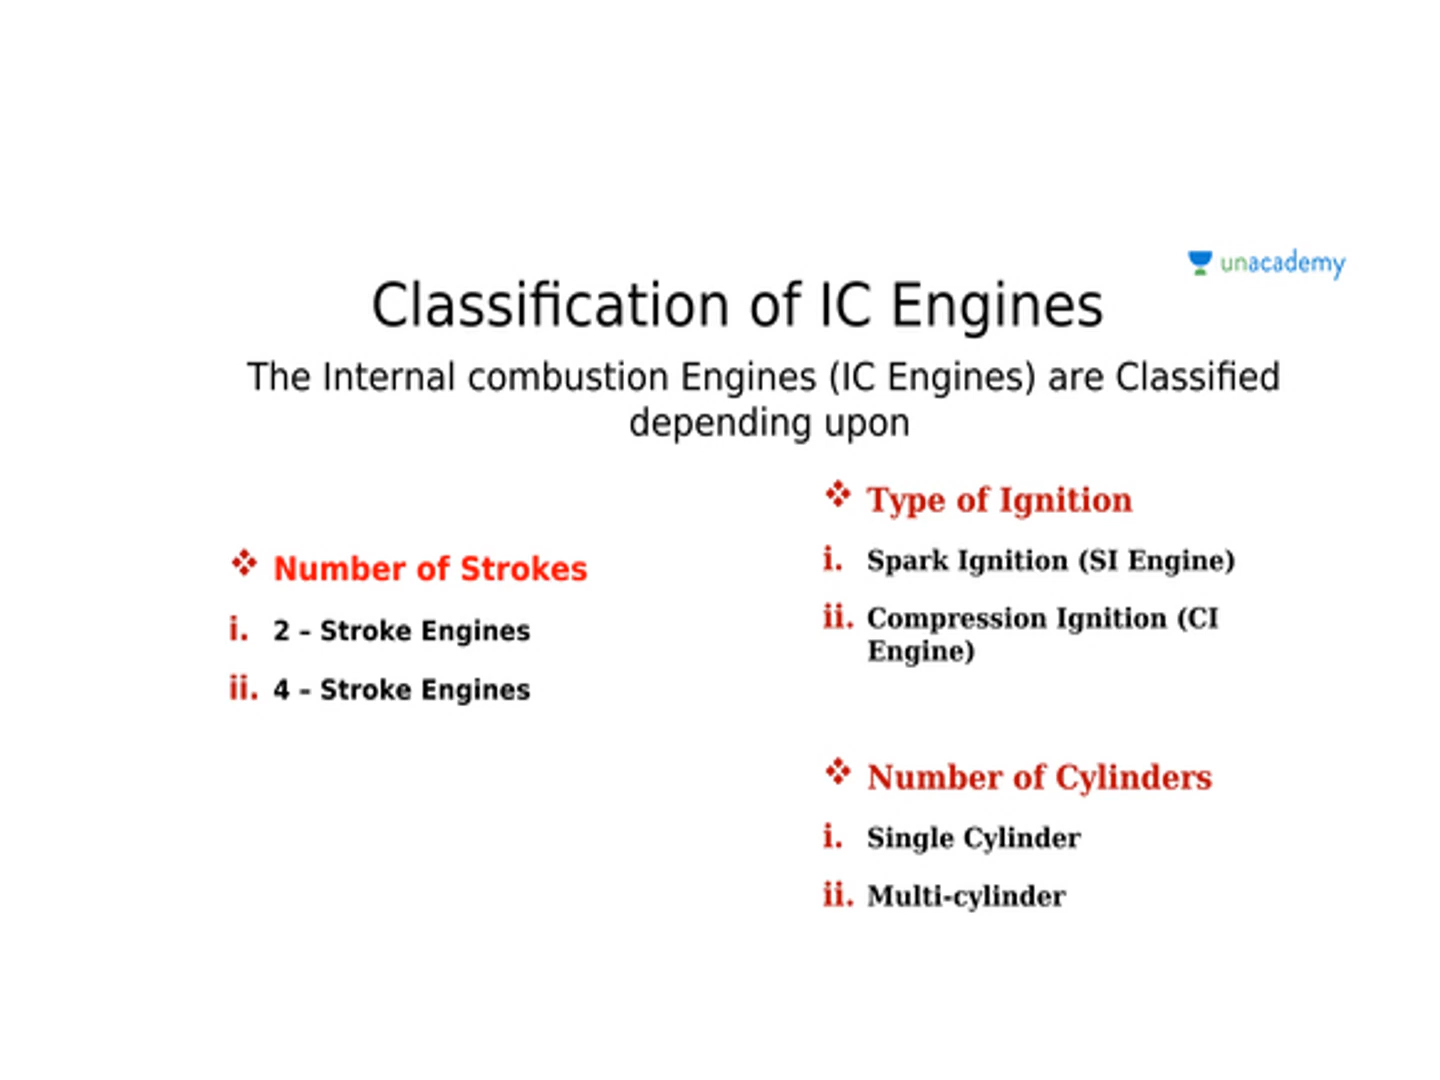 unacademy
Classification of IC Engines
The Internal combustion Engines (IC Engines) are Classified
depending upon
❖ Number of Strokes
i. 2 – Stroke Engines
ii. 4 – Stroke Engines
❖ Type of Ignition
i. Spark Ignition (SI Engine)
ii. Compression Ignition (CI
Engine)
❖ Number of Cylinders
i. Single Cylinder
ii. Multi-cylinder